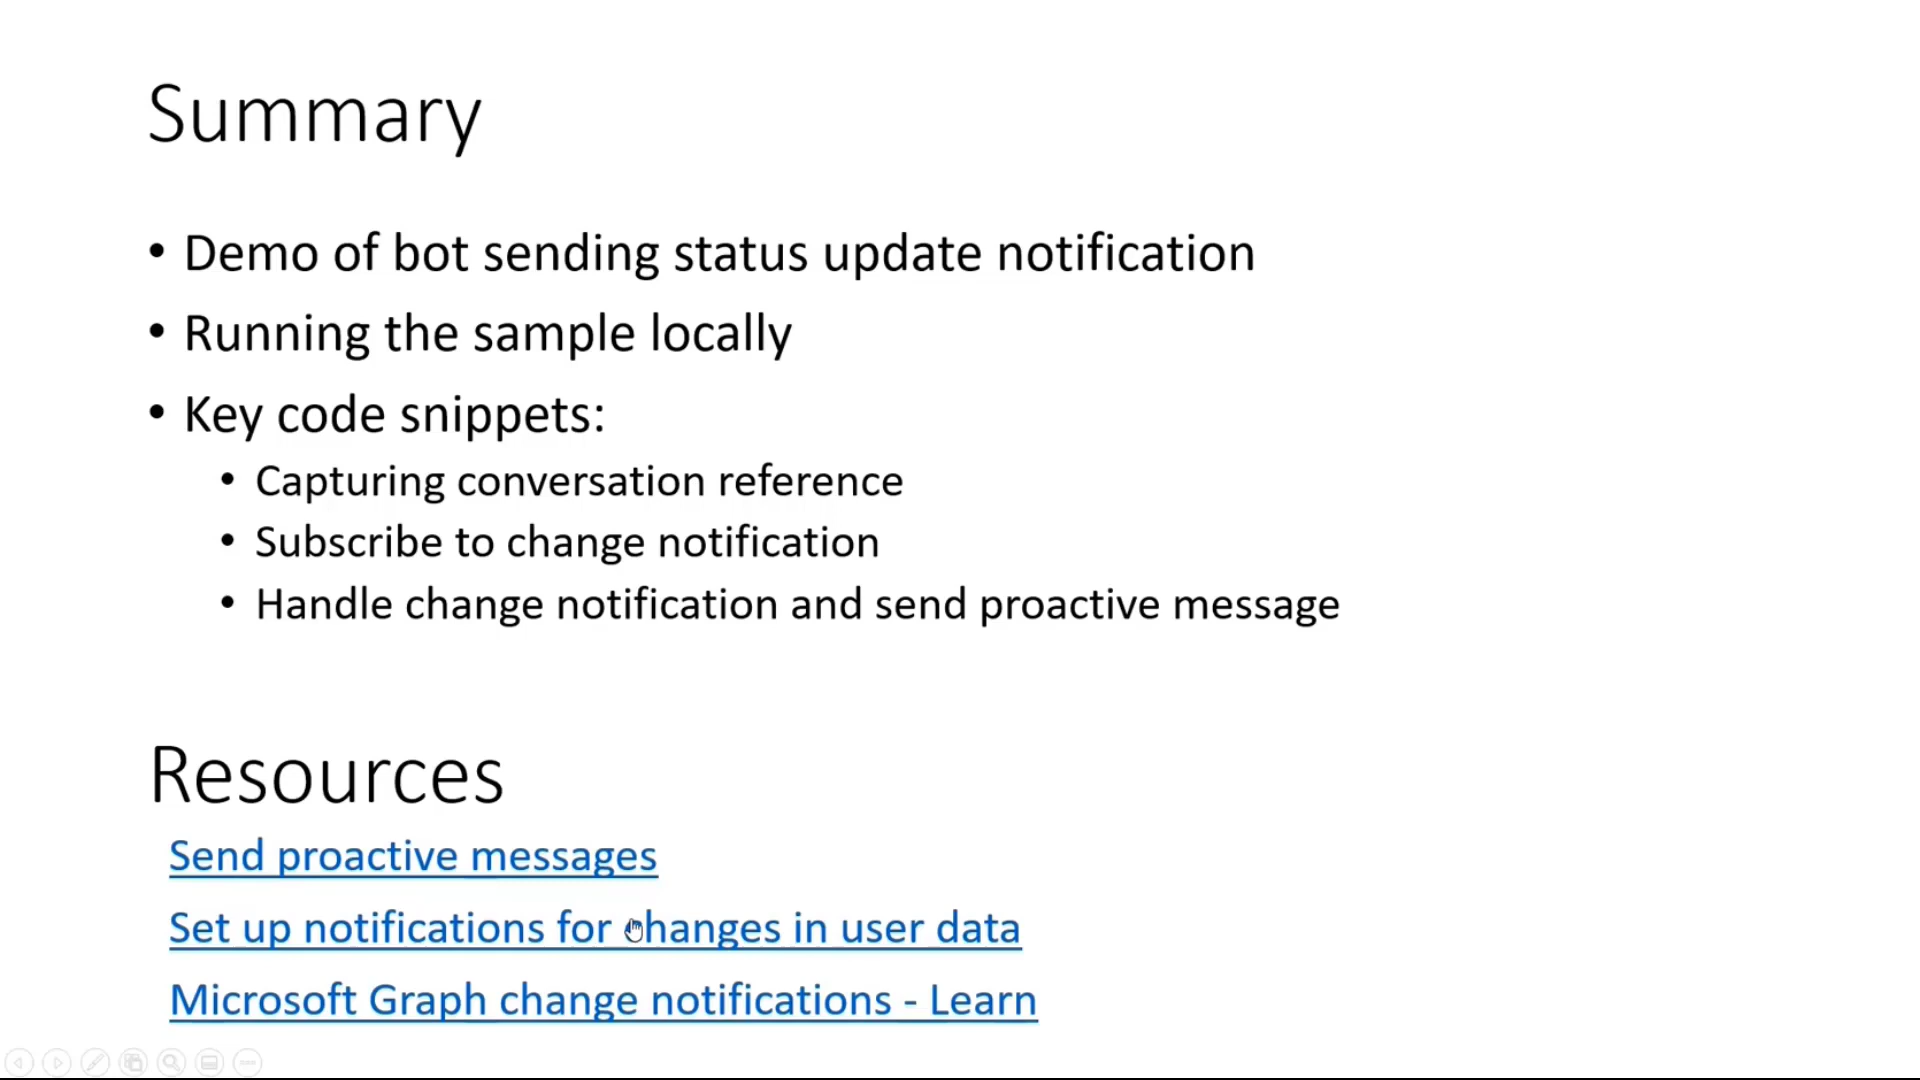 Summary
• Demo of bot sending status update notification
• Running the sample locally
• Key code snippets:
• Capturing conversation reference
• Subscribe to change notification
• Handle change notification and send proactive message
Resources
Send proactive messages
Set up notifications for changes in user data
Microsoft Graph change notifications - Learn